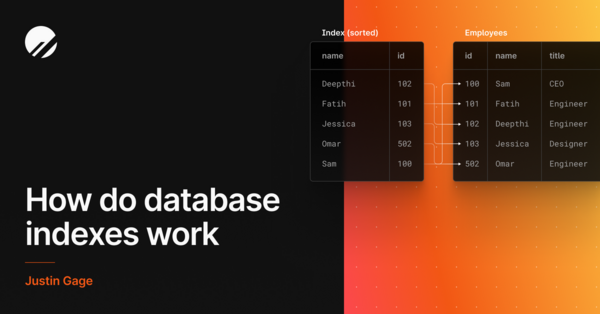 Index (sorted)
name id
Deepthi 102
Fatih 101
Jessica 103
Omar 502
Sam 100
Employees
id name title
100 Sam CEO
101 Fatih Engineer
102 Deepthi Engineer
103 Jessica Designer
502 Omar Engineer
How do database
indexes work
Justin Gage